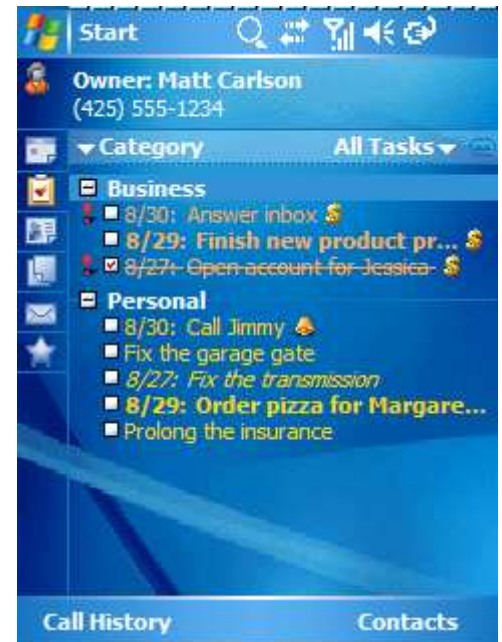 Start
Owner: Matt Carlson
(425) 555-1234
Category All Tasks
Business
8/30: Answer inbox
8/29: Finish new product pr...
8/27: Open account for Jessica
Personal
8/30: Call Jimmy
Fix the garage gate
8/27: Fix the transmission
8/29: Order pizza for Margare...
Prolong the insurance
Call History Contacts